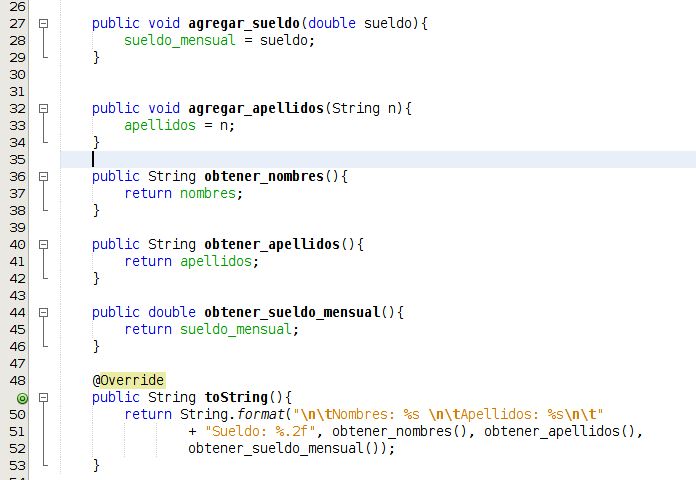 26
27 public void agregar_sueldo(double sueldo){
28 sueldo_mensual = sueldo;
29 }
30
31
32 public void agregar_apellidos(String n){
33 apellidos = n;
34 }
35
36 public String obtener_nombres(){
37 return nombres;
38 }
39
40 public String obtener_apellidos(){
41 return apellidos;
42 }
43
44 public double obtener_sueldo_mensual(){
45 return sueldo_mensual;
46 }
47
48 @Override
public String toString(){
50 return String.format("\n\tNombres: %s \n\tApellidos: %s\n\t"
51 + "Sueldo: %.2f", obtener_nombres(), obtener_apellidos(),
52 obtener_sueldo_mensual());
53 }